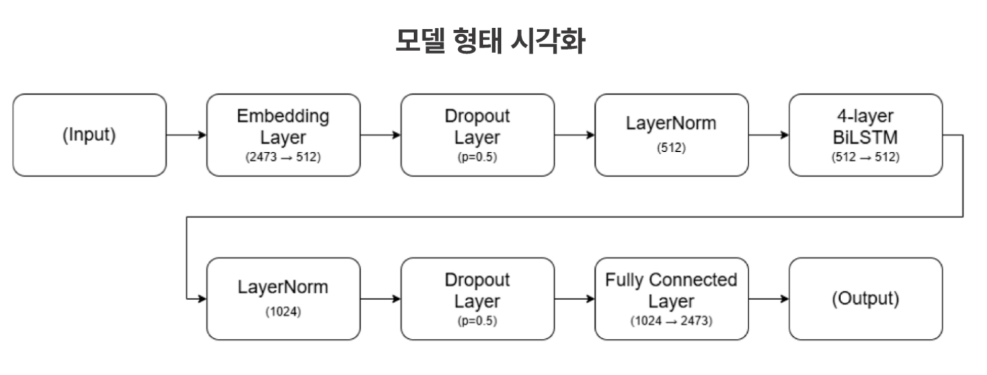 모델 형태 시각화
(Input)
Embedding
Layer
(2473 → 512)
Dropout
Layer
(p=0.5)
LayerNorm
(512)
4-layer
BiLSTM
(512 → 512)
LayerNorm
(1024)
Dropout
Layer
(p=0.5)
Fully Connected
Layer
(1024 → 2473)
(Output)